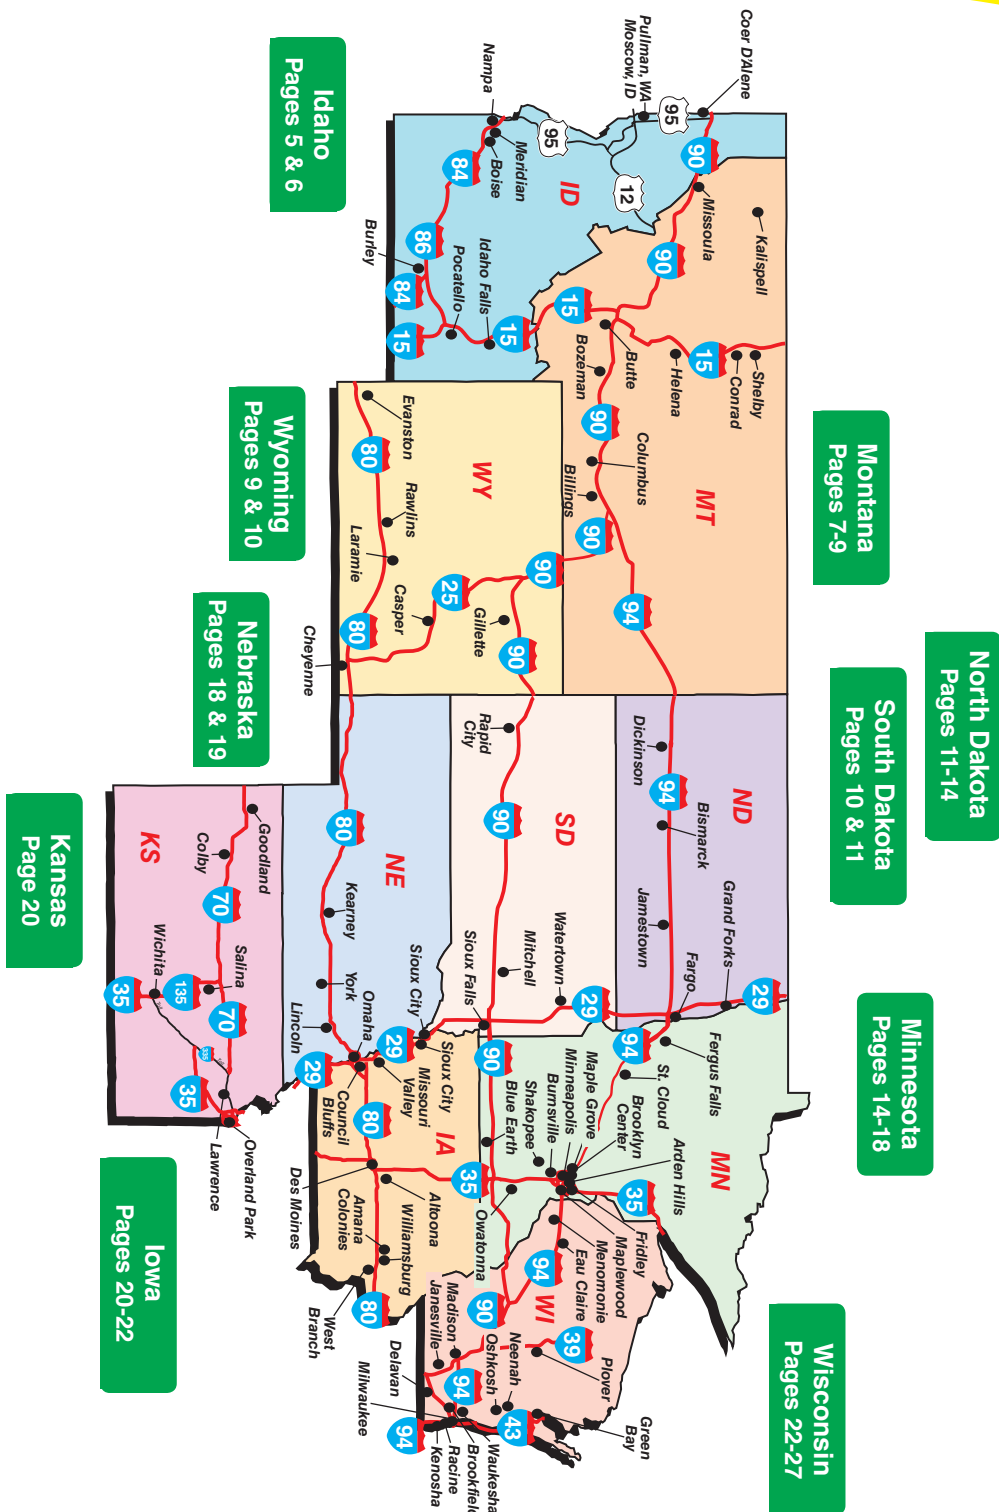 North Dakota
Pages 11-14
Montana
Pages 7-9
South Dakota
Pages 10 & 11
Minnesota
Pages 14-18
Wisconsin
Pages 22-27
Idaho
Pages 5 & 6
Wyoming
Pages 9 & 10
Nebraska
Pages 18 & 19
Kansas
Page 20
Iowa
Pages 20-22
ID
Coer D'Alene
Pullman, WA
Moscow, ID
Nampa
Meridian
Boise
Burley
Pocatello
Idaho Falls
95
95
12
90
84
86
84
15
15
MT
Kalispell
Missoula
Shelby
Conrad
Helena
Butte
Bozeman
Columbus
Billings
90
15
15
90
90
94
WY
Evanston
Rawlins
Laramie
Casper
Gillette
Cheyenne
80
80
25
90
90
ND
Dickinson
Bismarck
Jamestown
Grand Forks
Fargo
94
29
SD
Rapid
City
Mitchell
Watertown
Sioux Falls
90
29
NE
Kearney
York
Lincoln
Omaha
Sioux City
80
KS
Goodland
Colby
Salina
Wichita
Lawrence
Overland Park
70
70
135
35
335
35
MN
Fergus Falls
St. Cloud
Brooklyn
Center
Arden Hills
Maple Grove
Minneapolis
Burnsville
Shakopee
Blue Earth
Owatonna
Fridley
Maplewood
94
35
90
IA
Sioux City
Missouri
Valley
Council
Bluffs
Des Moines
Altoona
Williamsburg
Amana
Colonies
West
Branch
29
29
80
35
80
WI
Menomonie
Eau Claire
Plover
Green
Bay
Neenah
Oshkosh
Madison
Janesville
Delavan
Milwaukee
Waukesha
Brookfield
Racine
Kenosha
94
90
39
94
43
94